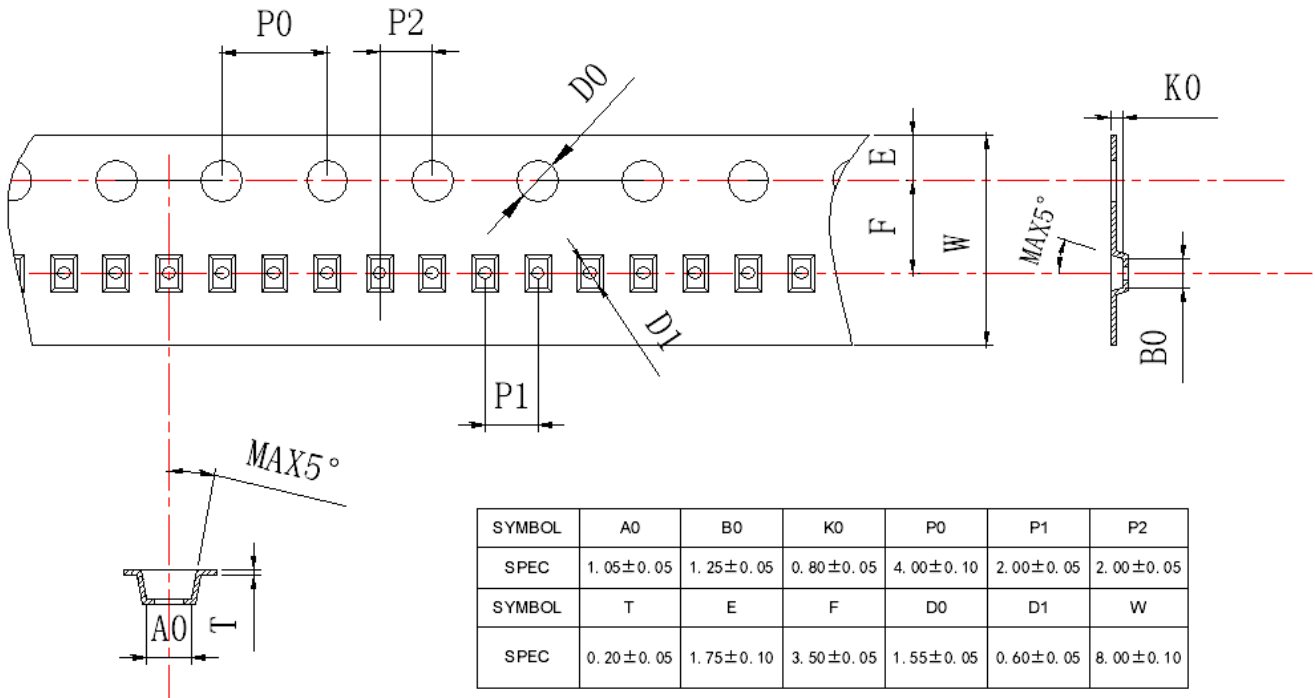 P0
P2
D0
K0
E
F
W
MAX5°
B0
D1
P1
MAX5°
A0
T
SYMBOL A0 B0 K0 P0 P1 P2
SPEC 1.05±0.05 1.25±0.05 0.80±0.05 4.00±0.10 2.00±0.05 2.00±0.05
SYMBOL T E F D0 D1 W
SPEC 0.20±0.05 1.75±0.10 3.50±0.05 1.55±0.05 0.60±0.05 8.00±0.10